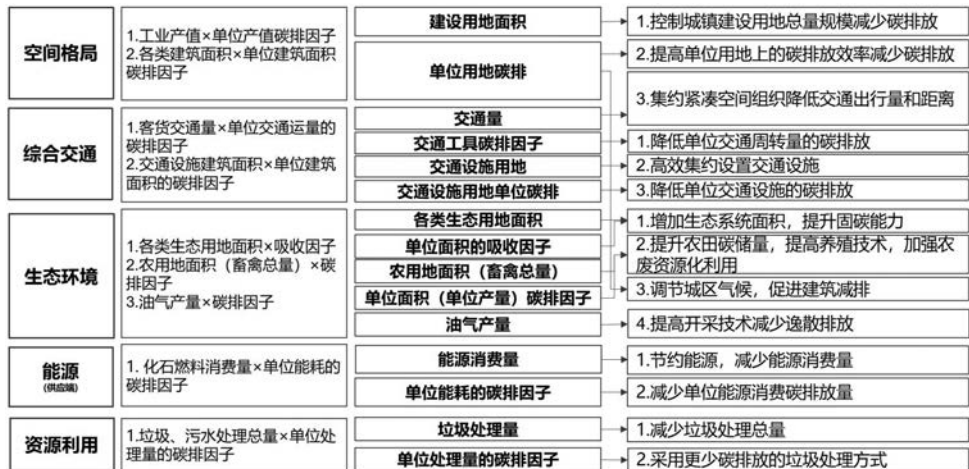 空间格局
1.工业产值×单位产值碳排因子
2.各类建筑面积×单位建筑面积
碳排因子
建设用地面积
单位用地碳排
1.控制城镇建设用地总量规模减少碳排放
2.提高单位用地上的碳排放效率减少碳排放
3.集约紧凑空间组织降低交通出行量和距离
综合交通
1.客货交通量×单位交通运量的
碳排因子
2.交通设施建筑面积×单位建筑
面积的碳排因子
交通量
交通工具碳排因子
交通设施用地
交通设施用地单位碳排
1.降低单位交通周转量的碳排放
2.高效集约设置交通设施
3.降低单位交通设施的碳排放
生态环境
1.各类生态用地面积×吸收因子
2.农用地面积（畜禽总量）×碳
排因子
3.油气产量×碳排因子
各类生态用地面积
单位面积的吸收因子
农用地面积（畜禽总量）
单位面积（单位产量）碳排因子
油气产量
1.增加生态系统面积，提升固碳能力
2.提升农田碳储量，提高养殖技术，加强农
废资源化利用
3.调节城区气候，促进建筑减排
4.提高开采技术减少逸散排放
能源
(供应端)
1. 化石燃料消费量×单位能耗的
碳排因子
能源消费量
单位能耗的碳排因子
1.节约能源，减少能源消费量
2.减少单位能源消费碳排放量
资源利用
1.垃圾、污水处理总量×单位处
理量的碳排因子
垃圾处理量
单位处理量的碳排因子
1.减少垃圾处理总量
2.采用更少碳排放的垃圾处理方式